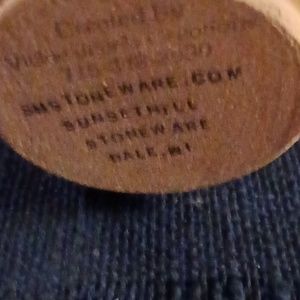 Created by
SHSTONEWARE.COM
SUNSETHILL
STONEWARE
DALE, WI